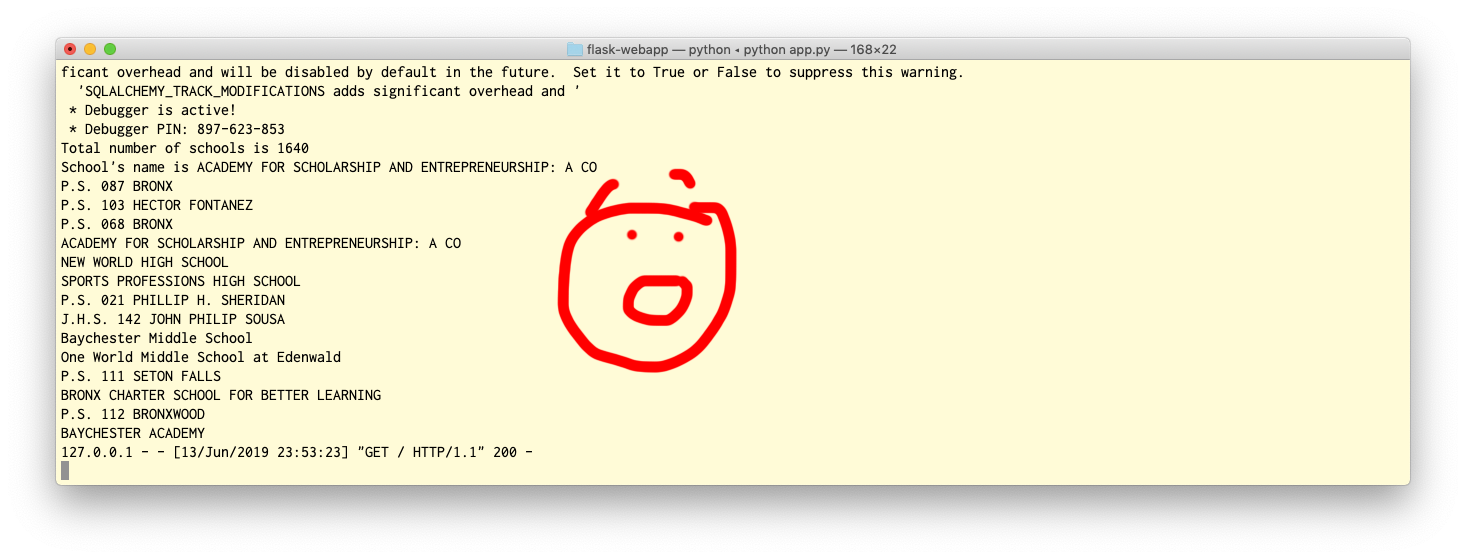 flask-webapp — python ◂ python app.py — 168×22
ficant overhead and will be disabled by default in the future.  Set it to True or False to suppress this warning.
  'SQLALCHEMY_TRACK_MODIFICATIONS adds significant overhead and '
 * Debugger is active!
 * Debugger PIN: 897-623-853
Total number of schools is 1640
School's name is ACADEMY FOR SCHOLARSHIP AND ENTREPRENEURSHIP: A CO
P.S. 087 BRONX
P.S. 103 HECTOR FONTANEZ
P.S. 068 BRONX
ACADEMY FOR SCHOLARSHIP AND ENTREPRENEURSHIP: A CO
NEW WORLD HIGH SCHOOL
SPORTS PROFESSIONS HIGH SCHOOL
P.S. 021 PHILLIP H. SHERIDAN
J.H.S. 142 JOHN PHILIP SOUSA
Baychester Middle School
One World Middle School at Edenwald
P.S. 111 SETON FALLS
BRONX CHARTER SCHOOL FOR BETTER LEARNING
P.S. 112 BRONXWOOD
BAYCHESTER ACADEMY
127.0.0.1 - - [13/Jun/2019 23:53:23] "GET / HTTP/1.1" 200 -